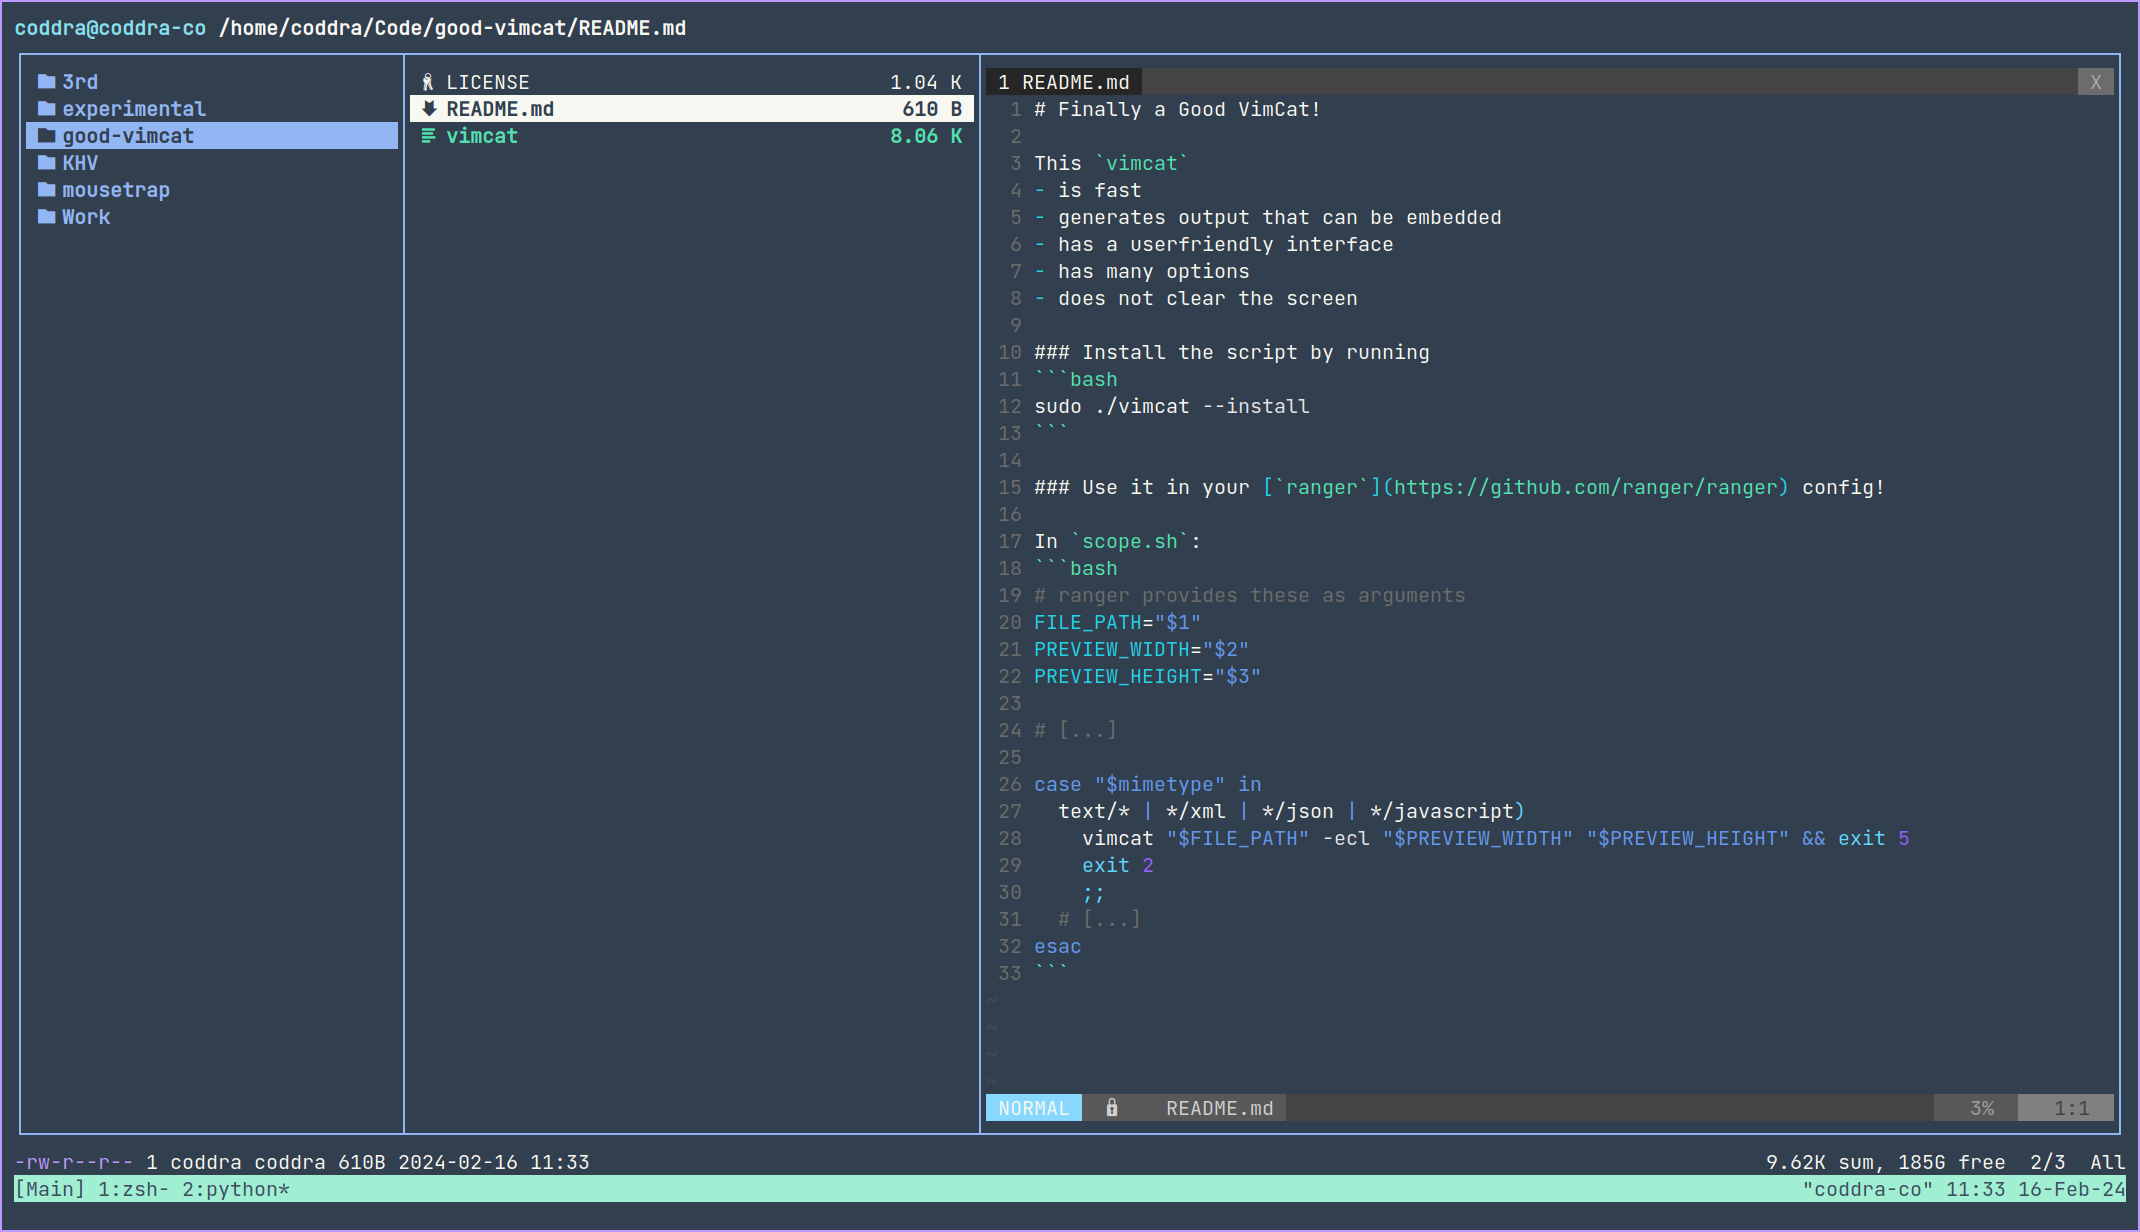 coddra@coddra-co /home/coddra/Code/good-vimcat/README.md
3rd
experimental
good-vimcat
KHV
mousetrap
Work
LICENSE 1.04 K
README.md 610 B
vimcat 8.06 K
1 README.md X
1 # Finally a Good VimCat!
2
3 This `vimcat`
4 - is fast
5 - generates output that can be embedded
6 - has a userfriendly interface
7 - has many options
8 - does not clear the screen
9
10 ### Install the script by running
11 ```bash
12 sudo ./vimcat --install
13 ```
14
15 ### Use it in your [`ranger`](https://github.com/ranger/ranger) config!
16
17 In `scope.sh`:
18 ```bash
19 # ranger provides these as arguments
20 FILE_PATH="$1"
21 PREVIEW_WIDTH="$2"
22 PREVIEW_HEIGHT="$3"
23
24 # [...]
25
26 case "$mimetype" in
27   text/* | */xml | */json | */javascript)
28     vimcat "$FILE_PATH" -ecl "$PREVIEW_WIDTH" "$PREVIEW_HEIGHT" && exit 5
29     exit 2
30     ;;
31   # [...]
32 esac
33 ```
~
~
~
~
NORMAL README.md 3% 1:1
-rw-r--r-- 1 coddra coddra 610B 2024-02-16 11:33 9.62K sum, 185G free 2/3 All
[Main] 1:zsh- 2:python* "coddra-co" 11:33 16-Feb-24